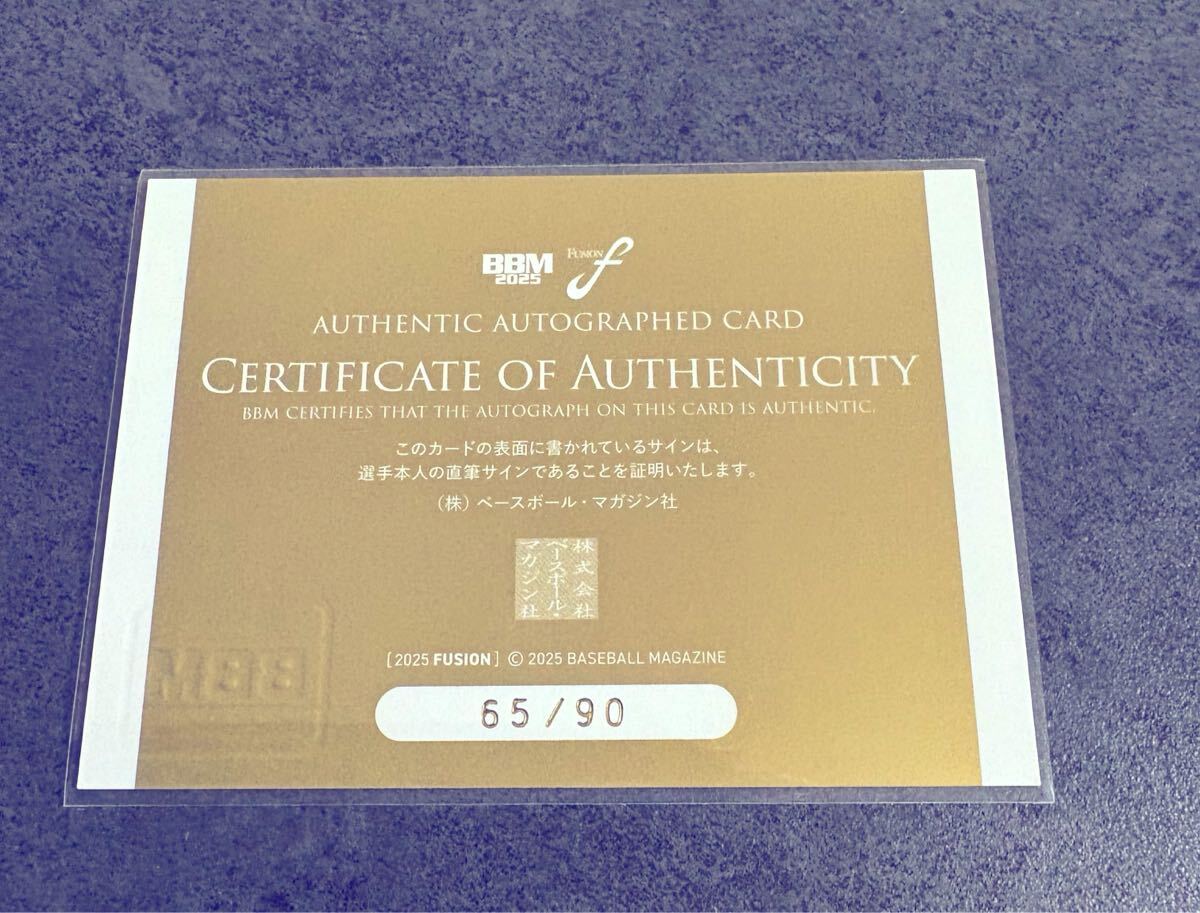 BBM
2025
FUSION f
AUTHENTIC AUTOGRAPHED CARD
CERTIFICATE OF AUTHENTICITY
BBM CERTIFIES THAT THE AUTOGRAPH ON THIS CARD IS AUTHENTIC.
このカードの表面に書かれているサインは、
選手本人の直筆サインであることを証明いたします。
(株) ベースボール・マガジン社
株式会社
ベースボール・
マガジン社
[2025 FUSION] © 2025 BASEBALL MAGAZINE
65/90
BBM